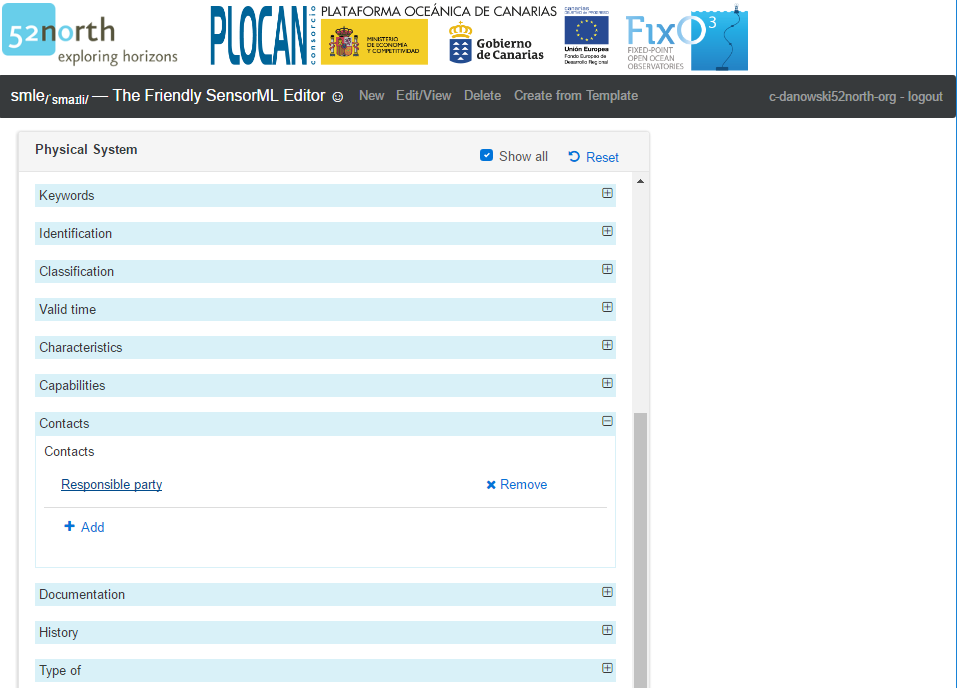 52north
exploring horizons
PLOCAN
consorcio
PLATAFORMA OCEÁNICA DE CANARIAS
MINISTERIO
DE ECONOMÍA
Y COMPETITIVIDAD
Gobierno
de Canarias
canarias
Unión Europea
Fondo Europeo de
Desarrollo Regional
FixO3
FIXED-POINT
OPEN OCEAN
OBSERVATORIES
smle/ˈsmaɪli/ — The Friendly SensorML Editor ☺ New Edit/View Delete Create from Template c-danowski52north-org - logout
Physical System
Show all Reset
Keywords
Identification
Classification
Valid time
Characteristics
Capabilities
Contacts
Contacts
Responsible party Remove
Add
Documentation
History
Type of